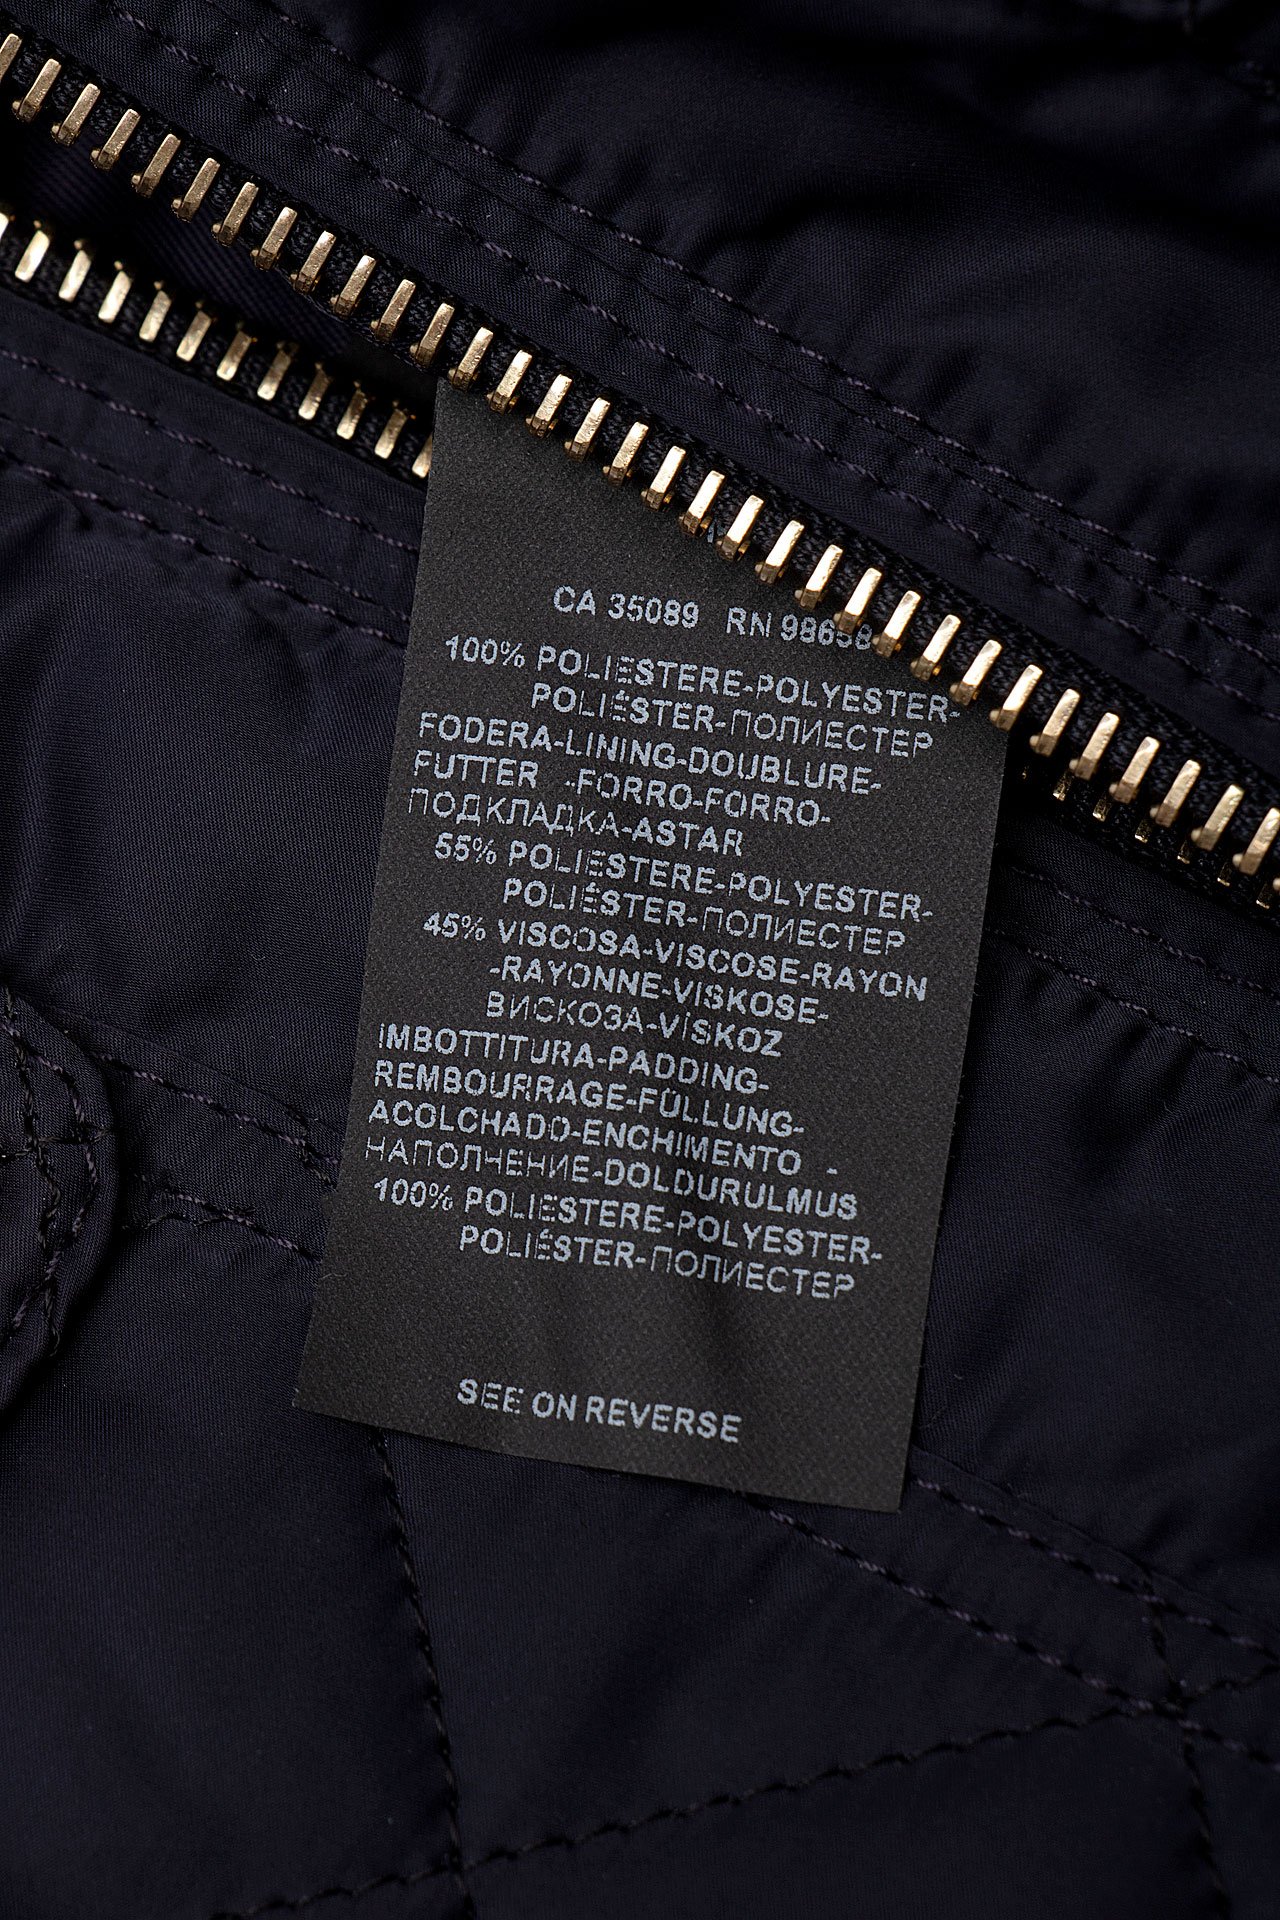 CA 35089 RN 98658
100% POLIESTERE-POLYESTER-
POLIÉSTER-ПОЛИЕСТЕР
FODERA-LINING-DOUBLURE-
FUTTER -FORRO-FORRO-
ПОДКЛАДКА-ASTAR
55% POLIESTERE-POLYESTER-
POLIÉSTER-ПОЛИЕСТЕР
45% VISCOSA-VISCOSE-RAYON
-RAYONNE-VISKOSE-
ВИСКОЗА-VİSKOZ
IMBOTTITURA-PADDING-
REMBOURRAGE-FÜLLUNG-
ACOLCHADO-ENCHIMENTO -
НАПОЛНЕНИЕ-DOLDURULMUS
100% POLIESTERE-POLYESTER-
POLIÉSTER-ПОЛИЕСТЕР
SEE ON REVERSE